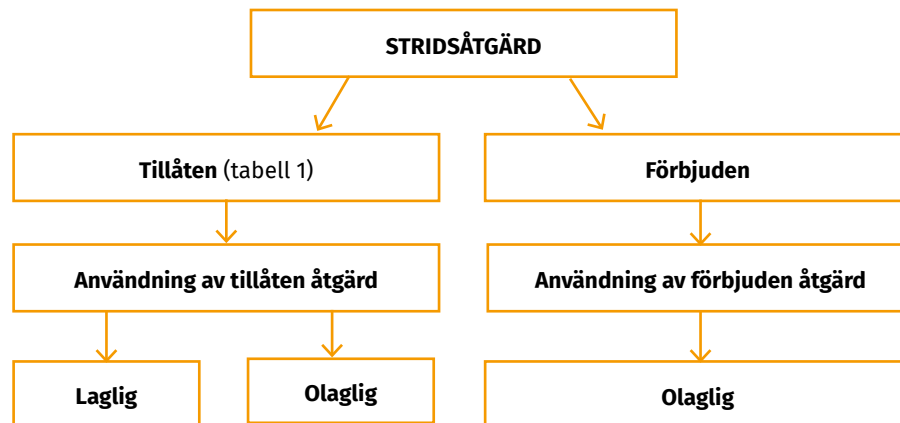 STRIDSÅTGÄRD
Tillåten (tabell 1)
Förbjuden
Användning av tillåten åtgärd
Användning av förbjuden åtgärd
Laglig
Olaglig
Olaglig